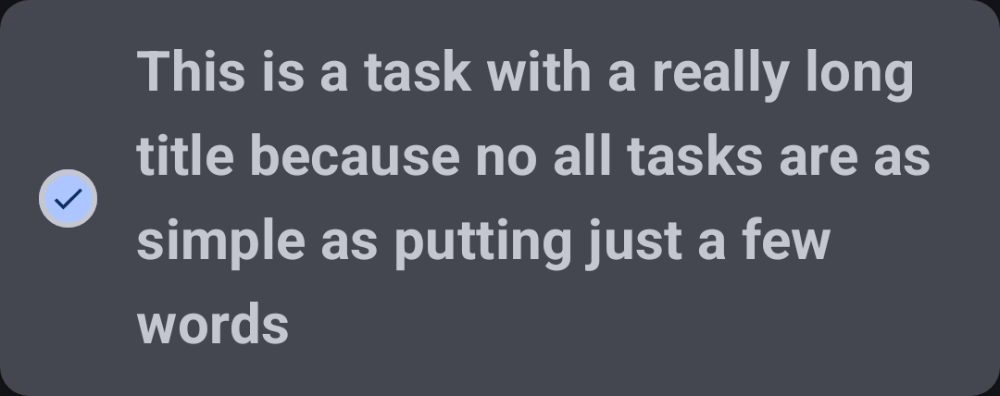 This is a task with a really long
title because no all tasks are as
simple as putting just a few
words